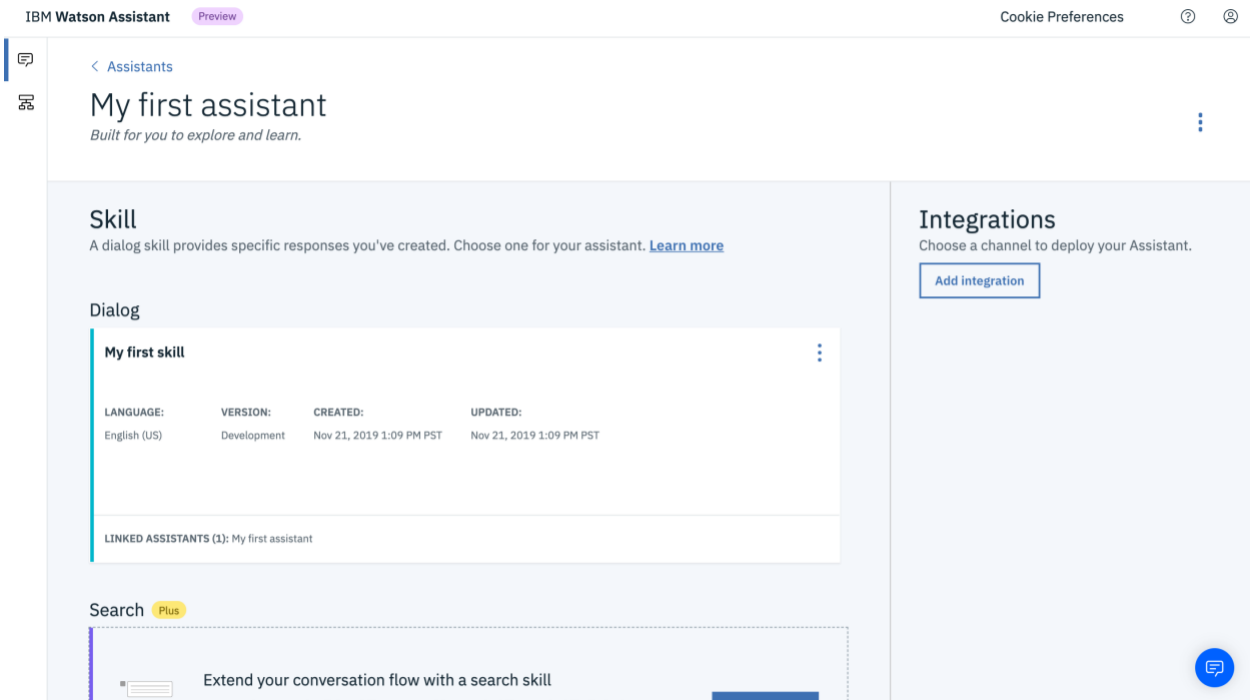 IBM Watson Assistant Preview Cookie Preferences
Assistants
My first assistant
Built for you to explore and learn.
Skill
A dialog skill provides specific responses you've created. Choose one for your assistant. Learn more
Dialog
My first skill
LANGUAGE: VERSION: CREATED: UPDATED:
English (US) Development Nov 21, 2019 1:09 PM PST Nov 21, 2019 1:09 PM PST
LINKED ASSISTANTS (1): My first assistant
Search Plus
Extend your conversation flow with a search skill
Integrations
Choose a channel to deploy your Assistant.
Add integration